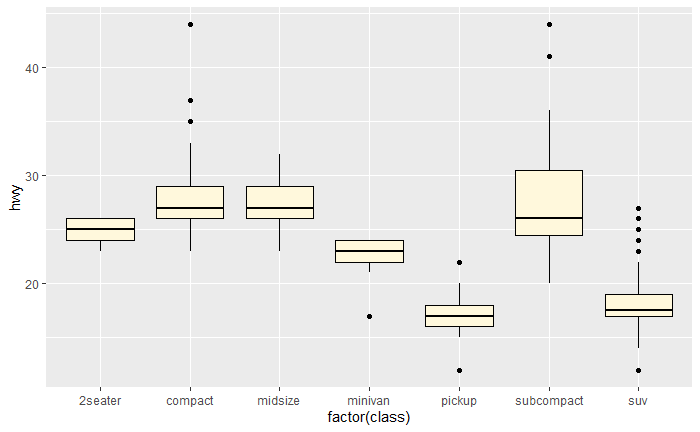 hwy
40
30
20
2seater compact midsize minivan pickup subcompact suv
factor(class)